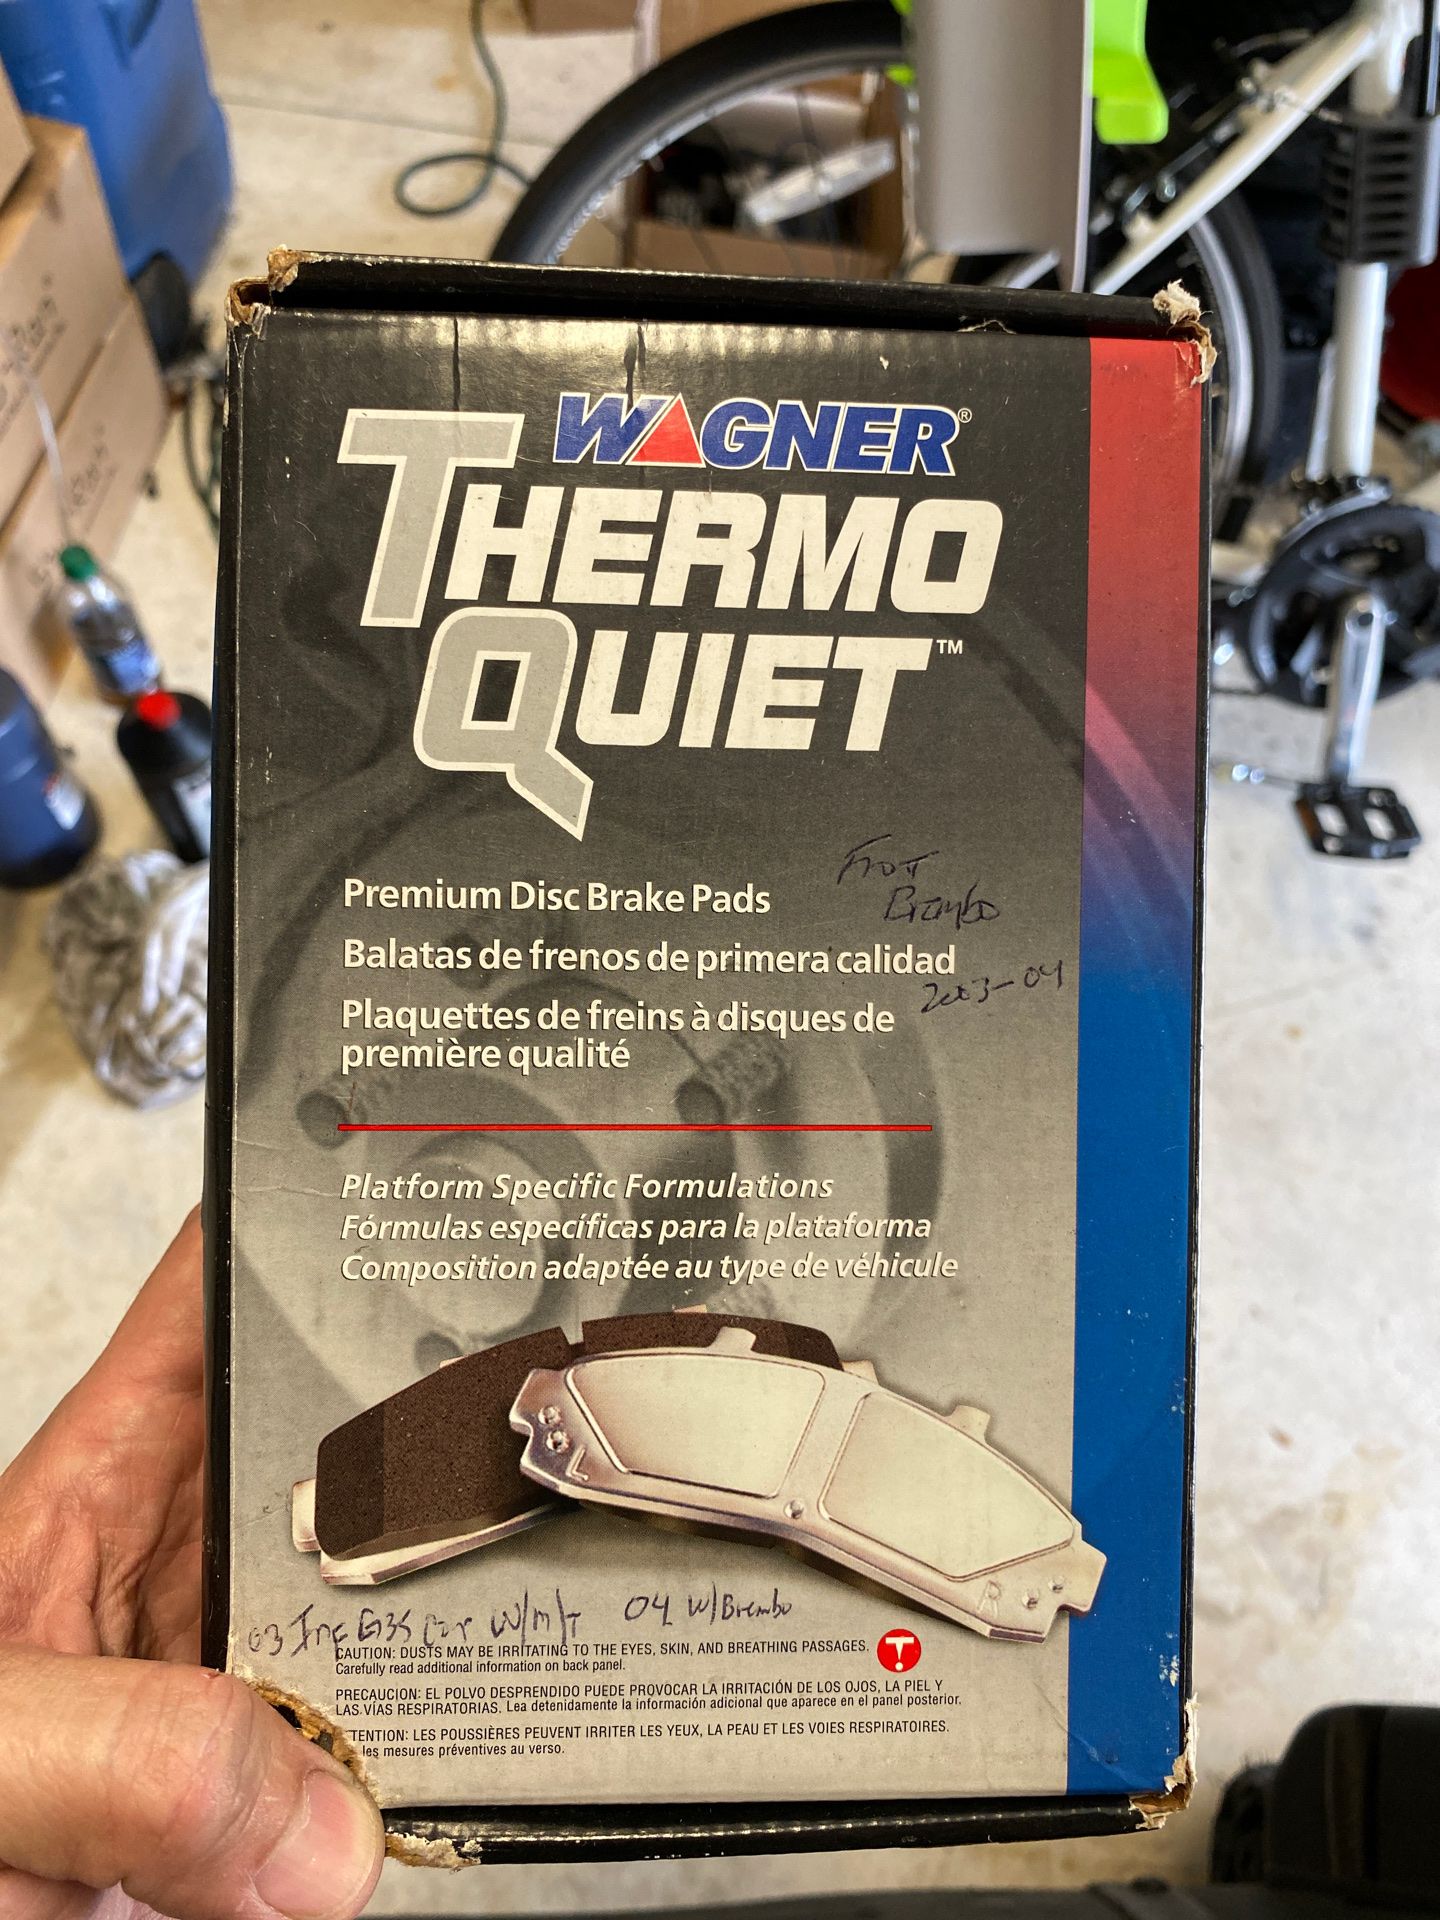 WAGNER®
THERMO
QUIET™
Premium Disc Brake Pads
Front
Brembo
Balatas de frenos de primera calidad
2003-04
Plaquettes de freins à disques de
première qualité
Platform Specific Formulations
Fórmulas específicas para la plataforma
Composition adaptée au type de véhicule
L
R
03 Inf G35 Car W/m/T 04 W/Brembo
CAUTION: DUSTS MAY BE IRRITATING TO THE EYES, SKIN, AND BREATHING PASSAGES.
Carefully read additional information on back panel.
PRECAUCION: EL POLVO DESPRENDIDO PUEDE PROVOCAR LA IRRITACIÓN DE LOS OJOS, LA PIEL Y
LAS VÍAS RESPIRATORIAS. Lea detenidamente la información adicional que aparece en el panel posterior.
TENTION: LES POUSSIÈRES PEUVENT IRRITER LES YEUX, LA PEAU ET LES VOIES RESPIRATOIRES.
les mesures préventives au verso.